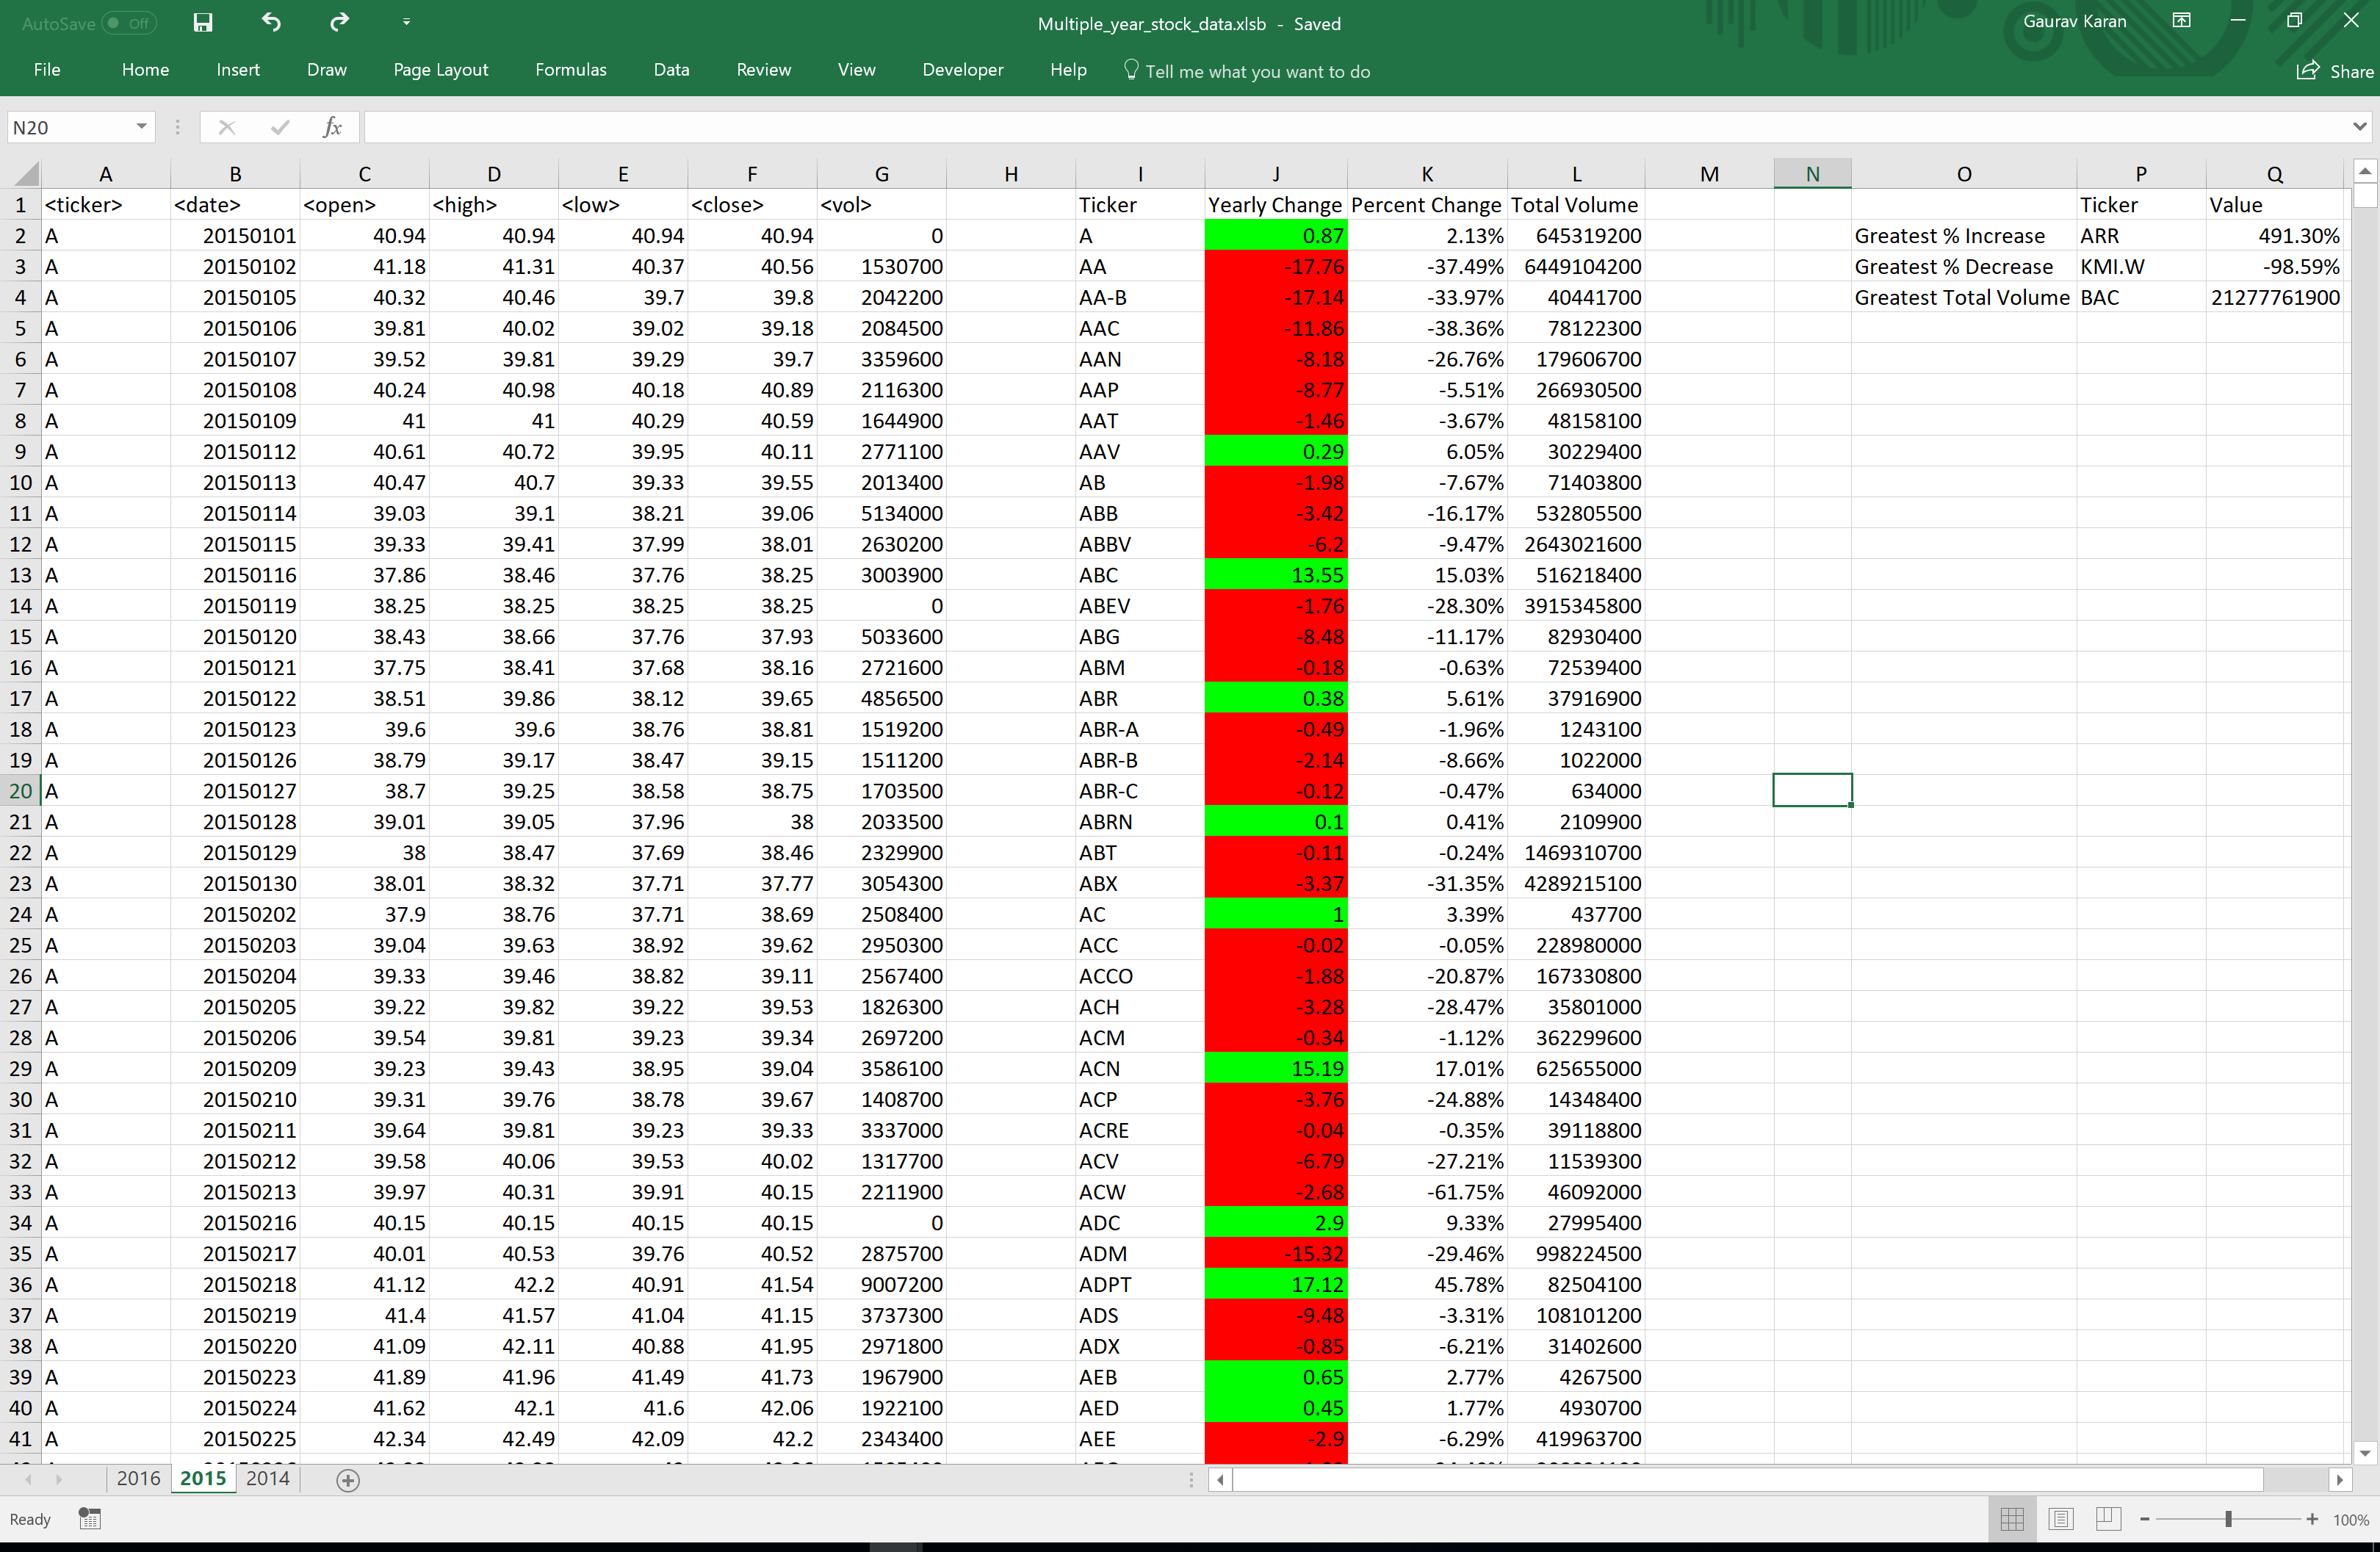 AutoSave Off Multiple_year_stock_data.xlsb - Saved Gaurav Karan
File Home Insert Draw Page Layout Formulas Data Review View Developer Help Tell me what you want to do Share
N20 fx
A B C D E F G H I J K L M N O P Q
1 <ticker> <date> <open> <high> <low> <close> <vol> Ticker Yearly Change Percent Change Total Volume Ticker Value
2 A 20150101 40.94 40.94 40.94 40.94 0 A 0.87 2.13% 645319200 Greatest % Increase ARR 491.30%
3 A 20150102 41.18 41.31 40.37 40.56 1530700 AA -17.76 -37.49% 6449104200 Greatest % Decrease KMI.W -98.59%
4 A 20150105 40.32 40.46 39.7 39.8 2042200 AA-B -17.14 -33.97% 40441700 Greatest Total Volume BAC 21277761900
5 A 20150106 39.81 40.02 39.02 39.18 2084500 AAC -11.86 -38.36% 78122300
6 A 20150107 39.52 39.81 39.29 39.7 3359600 AAN -8.18 -26.76% 179606700
7 A 20150108 40.24 40.98 40.18 40.89 2116300 AAP -8.77 -5.51% 266930500
8 A 20150109 41 41 40.29 40.59 1644900 AAT -1.46 -3.67% 48158100
9 A 20150112 40.61 40.72 39.95 40.11 2771100 AAV 0.29 6.05% 30229400
10 A 20150113 40.47 40.7 39.33 39.55 2013400 AB -1.98 -7.67% 71403800
11 A 20150114 39.03 39.1 38.21 39.06 5134000 ABB -3.42 -16.17% 532805500
12 A 20150115 39.33 39.41 37.99 38.01 2630200 ABBV -6.2 -9.47% 2643021600
13 A 20150116 37.86 38.46 37.76 38.25 3003900 ABC 13.55 15.03% 516218400
14 A 20150119 38.25 38.25 38.25 38.25 0 ABEV -1.76 -28.30% 3915345800
15 A 20150120 38.43 38.66 37.76 37.93 5033600 ABG -8.48 -11.17% 82930400
16 A 20150121 37.75 38.41 37.68 38.16 2721600 ABM -0.18 -0.63% 72539400
17 A 20150122 38.51 39.86 38.12 39.65 4856500 ABR 0.38 5.61% 37916900
18 A 20150123 39.6 39.6 38.76 38.81 1519200 ABR-A -0.49 -1.96% 1243100
19 A 20150126 38.79 39.17 38.47 39.15 1511200 ABR-B -2.14 -8.66% 1022000
20 A 20150127 38.7 39.25 38.58 38.75 1703500 ABR-C -0.12 -0.47% 634000
21 A 20150128 39.01 39.05 37.96 38 2033500 ABRN 0.1 0.41% 2109900
22 A 20150129 38 38.47 37.69 38.46 2329900 ABT -0.11 -0.24% 1469310700
23 A 20150130 38.01 38.32 37.71 37.77 3054300 ABX -3.37 -31.35% 4289215100
24 A 20150202 37.9 38.76 37.71 38.69 2508400 AC 1 3.39% 437700
25 A 20150203 39.04 39.63 38.92 39.62 2950300 ACC -0.02 -0.05% 228980000
26 A 20150204 39.33 39.46 38.82 39.11 2567400 ACCO -1.88 -20.87% 167330800
27 A 20150205 39.22 39.82 39.22 39.53 1826300 ACH -3.28 -28.47% 35801000
28 A 20150206 39.54 39.81 39.23 39.34 2697200 ACM -0.34 -1.12% 362299600
29 A 20150209 39.23 39.43 38.95 39.04 3586100 ACN 15.19 17.01% 625655000
30 A 20150210 39.31 39.76 38.78 39.67 1408700 ACP -3.76 -24.88% 14348400
31 A 20150211 39.64 39.81 39.23 39.33 3337000 ACRE -0.04 -0.35% 39118800
32 A 20150212 39.58 40.06 39.53 40.02 1317700 ACV -6.79 -27.21% 11539300
33 A 20150213 39.97 40.31 39.91 40.15 2211900 ACW -2.68 -61.75% 46092000
34 A 20150216 40.15 40.15 40.15 40.15 0 ADC 2.9 9.33% 27995400
35 A 20150217 40.01 40.53 39.76 40.52 2875700 ADM -15.32 -29.46% 998224500
36 A 20150218 41.12 42.2 40.91 41.54 9007200 ADPT 17.12 45.78% 82504100
37 A 20150219 41.4 41.57 41.04 41.15 3737300 ADS -9.48 -3.31% 108101200
38 A 20150220 41.09 42.11 40.88 41.95 2971800 ADX -0.85 -6.21% 31402600
39 A 20150223 41.89 41.96 41.49 41.73 1967900 AEB 0.65 2.77% 4267500
40 A 20150224 41.62 42.1 41.6 42.06 1922100 AED 0.45 1.77% 4930700
41 A 20150225 42.34 42.49 42.09 42.2 2343400 AEE -2.9 -6.29% 419963700
2016 2015 2014
Ready 100%